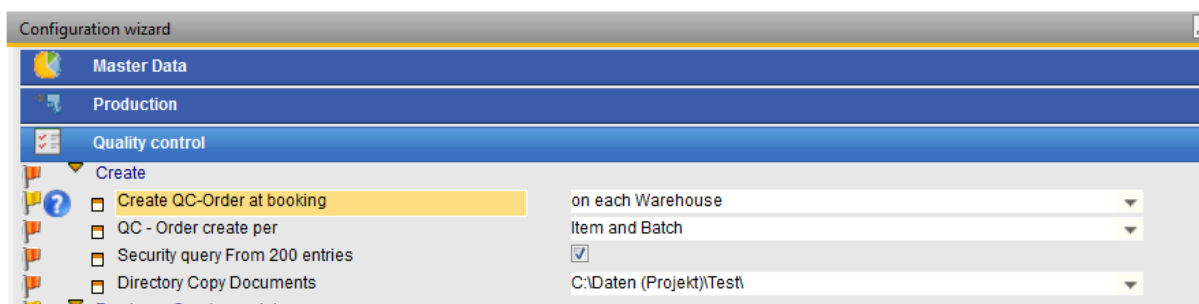 Configuration wizard
Master Data
Production
Quality control
Create
Create QC-Order at booking on each Warehouse
QC - Order create per Item and Batch
Security query From 200 entries
Directory Copy Documents C:\Daten (Projekt)\Test\